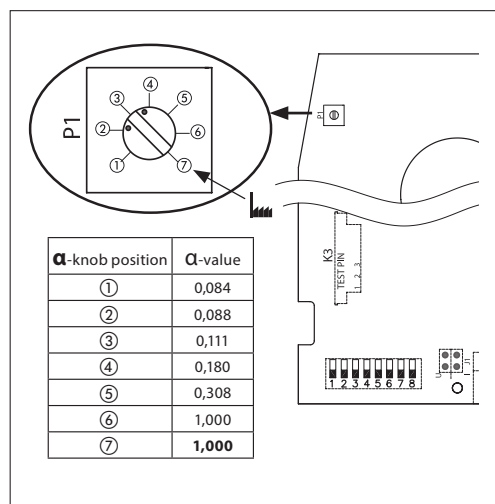 P1
①
②
③
④
⑤
⑥
⑦
P1
α-knob position α-value
① 0,084
② 0,088
③ 0,111
④ 0,180
⑤ 0,308
⑥ 1,000
⑦ 1,000
K3
TEST PIN
1 2 3
1 2 3 4 5 6 7 8
J1